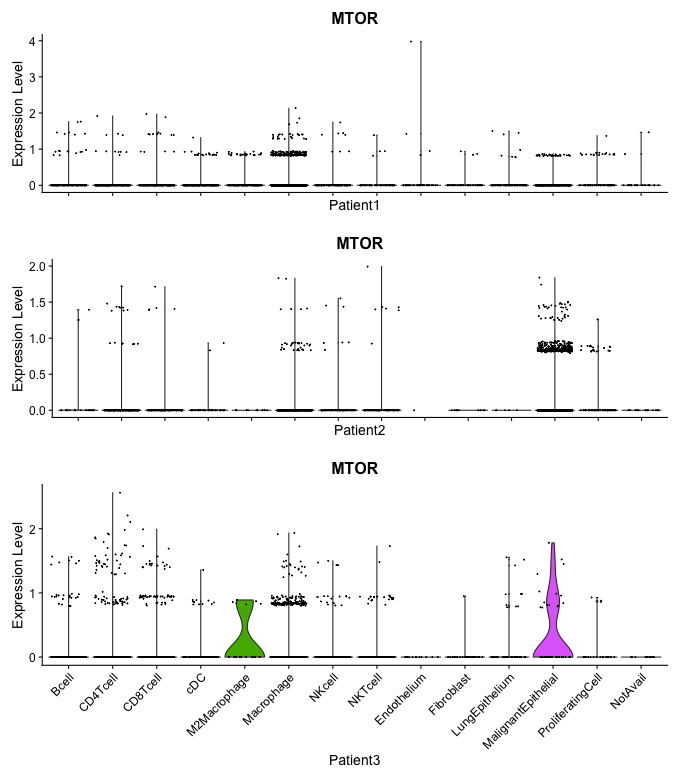 MTOR
Expression Level
4
3
2
1
0
Patient1
MTOR
Expression Level
2.0
1.5
1.0
0.5
0.0
Patient2
MTOR
Expression Level
2
1
0
Bcell
CD4Tcell
CD8Tcell
cDC
M2Macrophage
Macrophage
NKcell
NKTcell
Endothelium
Fibroblast
LungEpithelium
MalignantEpithelial
ProliferatingCell
NotAvail
Patient3